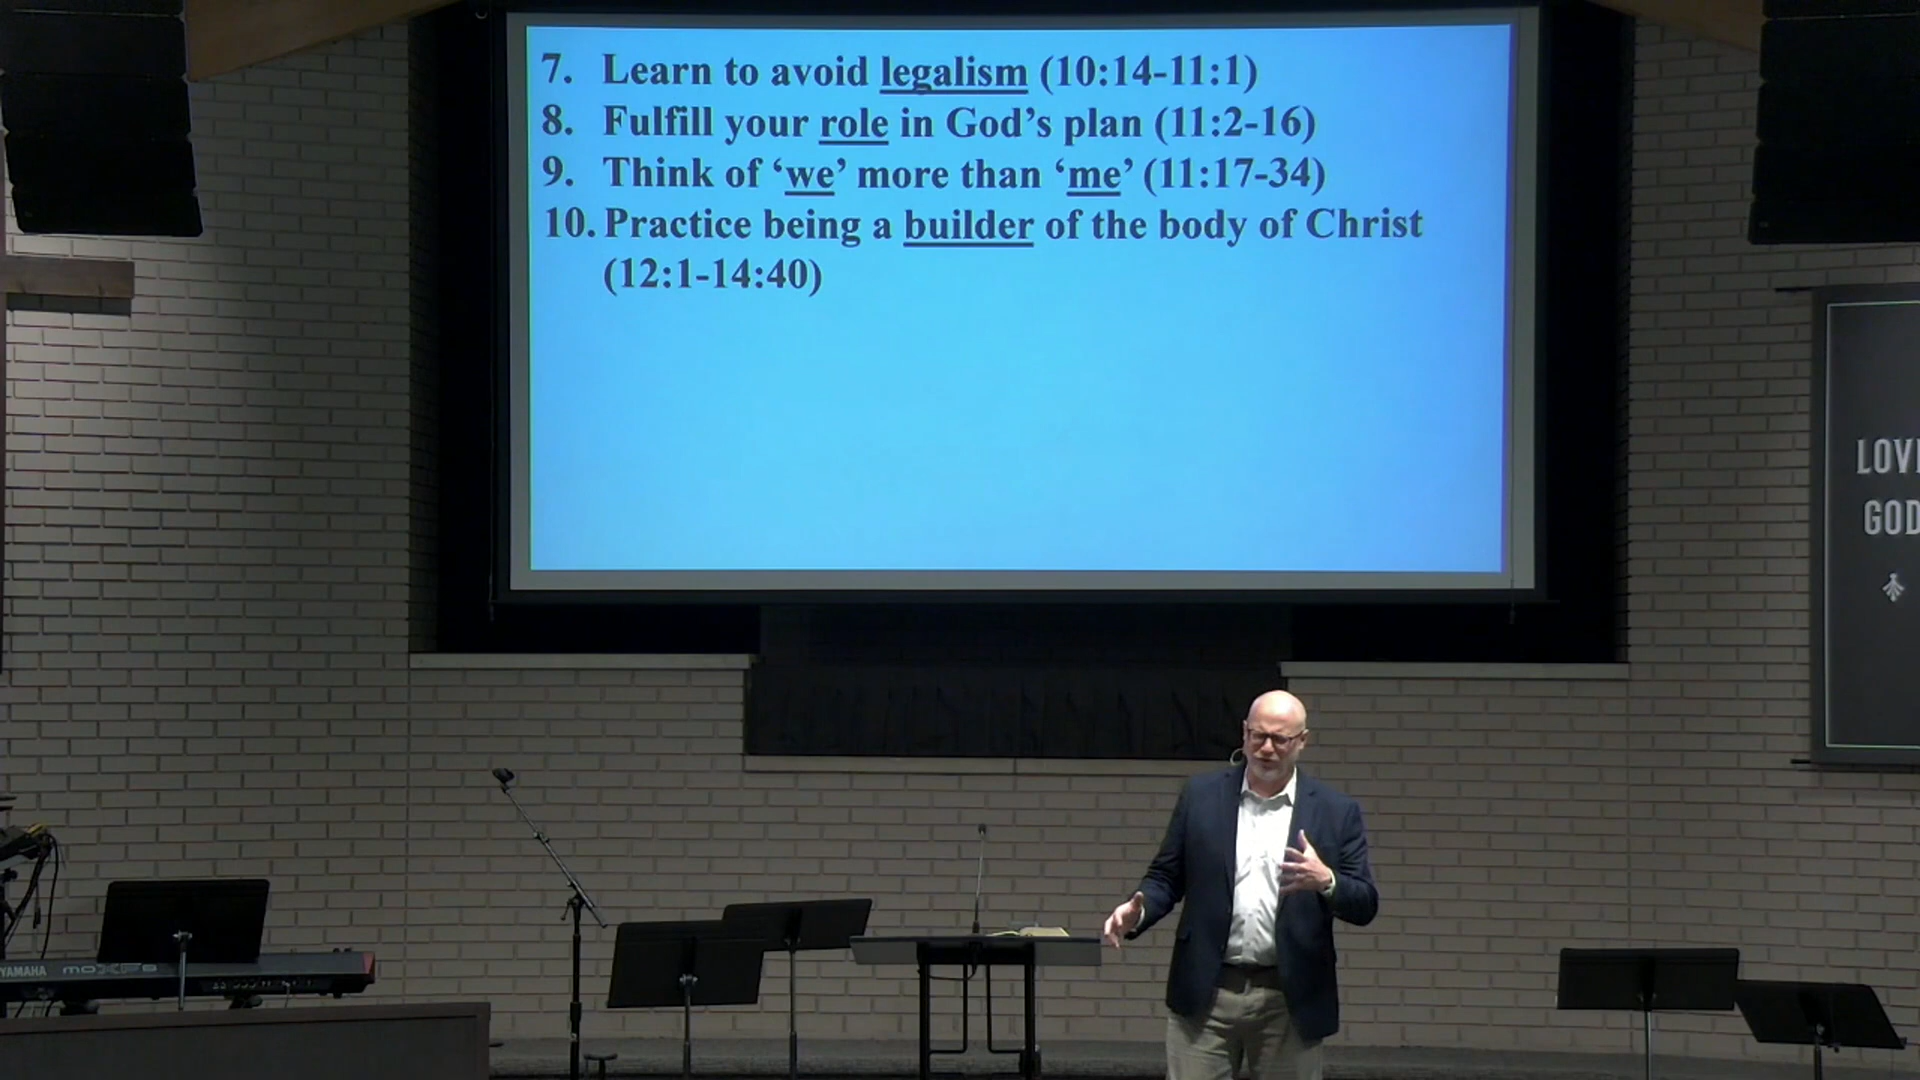 7. Learn to avoid legalism (10:14-11:1)
8. Fulfill your role in God’s plan (11:2-16)
9. Think of ‘we’ more than ‘me’ (11:17-34)
10. Practice being a builder of the body of Christ
(12:1-14:40)
GOD
YAMAHA MOXF8